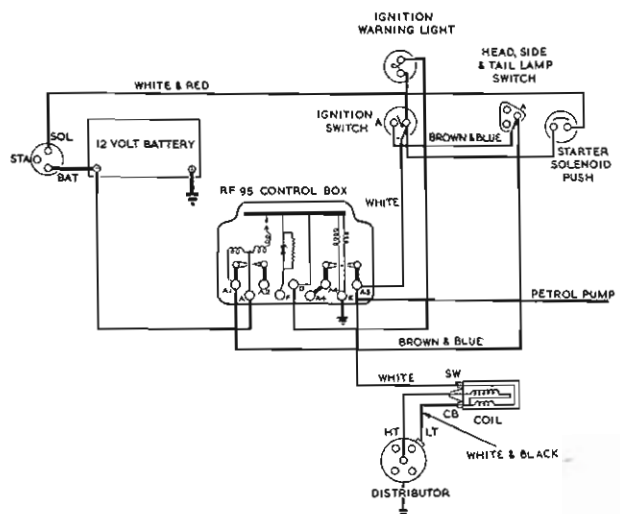 IGNITION
WARNING LIGHT
HEAD, SIDE
& TAIL LAMP
SWITCH
WHITE & RED
SOL
12 VOLT BATTERY
STA
BAT
IGNITION
SWITCH
A
A
BROWN & BLUE
STARTER
SOLENOID
PUSH
RF 95 CONTROL BOX
WHITE
A1
A
A2
F
D
A4
A4
E
A3
PETROL PUMP
BROWN & BLUE
WHITE
SW
CB
COIL
HT
LT
WHITE & BLACK
DISTRIBUTOR